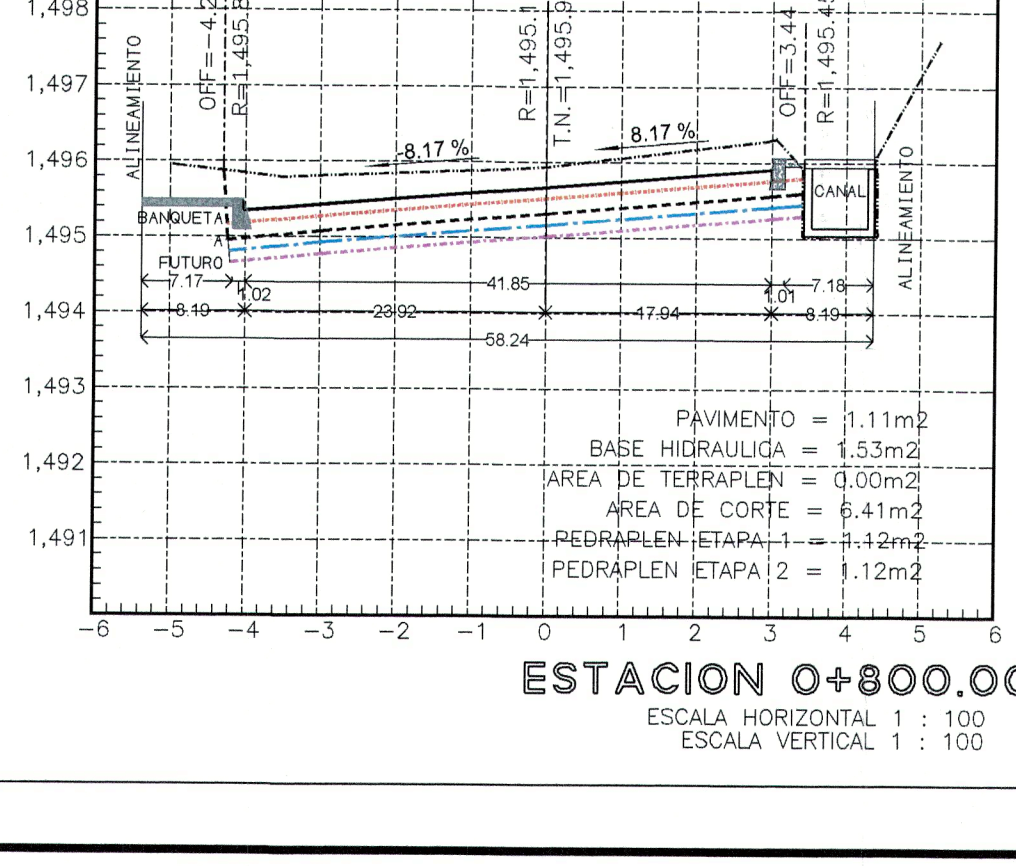 1,498
1,497
1,496
1,495
1,494
1,493
1,492
1,491
ALINEAMIENTO
OFF=-4.2
R=1,495.8
R=1,495.1
T.N.=1,495.9
OFF=3.44
R=1,495.45
ALINEAMIENTO
-8.17 %
8.17 %
BANQUETA
A
FUTURO
CANAL
7.17
1.02
41.85
1.01
7.18
8.19
23.92
17.94
8.19
58.24
PAVIMENTO = 1.11m2
BASE HIDRAULICA = 1.53m2
AREA DE TERRAPLEN = 0.00m2
AREA DE CORTE = 6.41m2
PEDRAPLEN ETAPA 1 = 1.12m2
PEDRAPLEN ETAPA 2 = 1.12m2
-6 -5 -4 -3 -2 -1 0 1 2 3 4 5 6
ESTACION 0+800.00
ESCALA HORIZONTAL 1 : 100
ESCALA VERTICAL 1 : 100